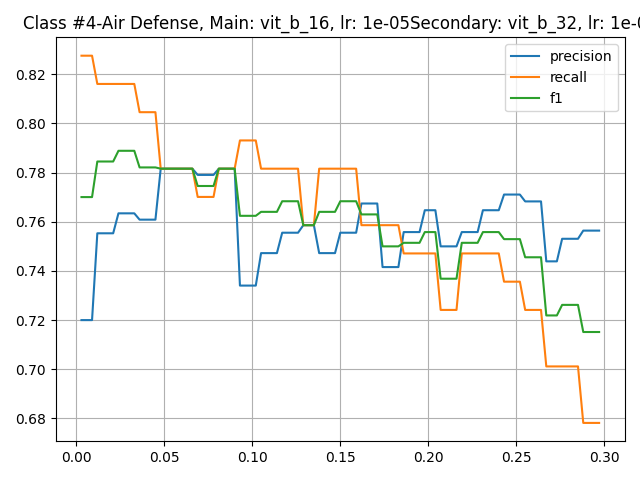 Class #4-Air Defense, Main: vit_b_16, lr: 1e-05Secondary: vit_b_32, lr: 1e-0
precision
recall
f1
0.82
0.80
0.78
0.76
0.74
0.72
0.70
0.68
0.00 0.05 0.10 0.15 0.20 0.25 0.30